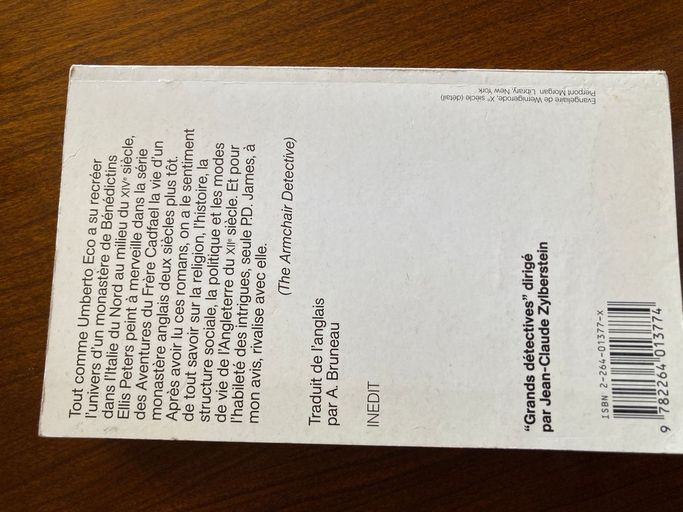 Tout comme Umberto Eco a su recréer
l'univers d'un monastère de Bénédictins
dans l'Italie du Nord au milieu du XIVe siècle,
Ellis Peters peint à merveille dans la série
des Aventures du Frère Cadfael la vie d'un
monastère anglais deux siècles plus tôt.
Après avoir lu ces romans, on a le sentiment
de tout savoir sur la religion, l'histoire, la
structure sociale, la politique et les modes
de vie de l'Angleterre du XIIe siècle. Et pour
l'habileté des intrigues, seule P.D. James, à
mon avis, rivalise avec elle.
(The Armchair Detective)
Traduit de l'anglais
par A. Bruneau
INEDIT
Evangeliaire de Wernigerode, Xe siècle (détail)
Pierpont Morgan Library, New York
"Grands détectives" dirigé
par Jean-Claude Zylberstein
ISBN 2-264-01377-X
9 782264 013774